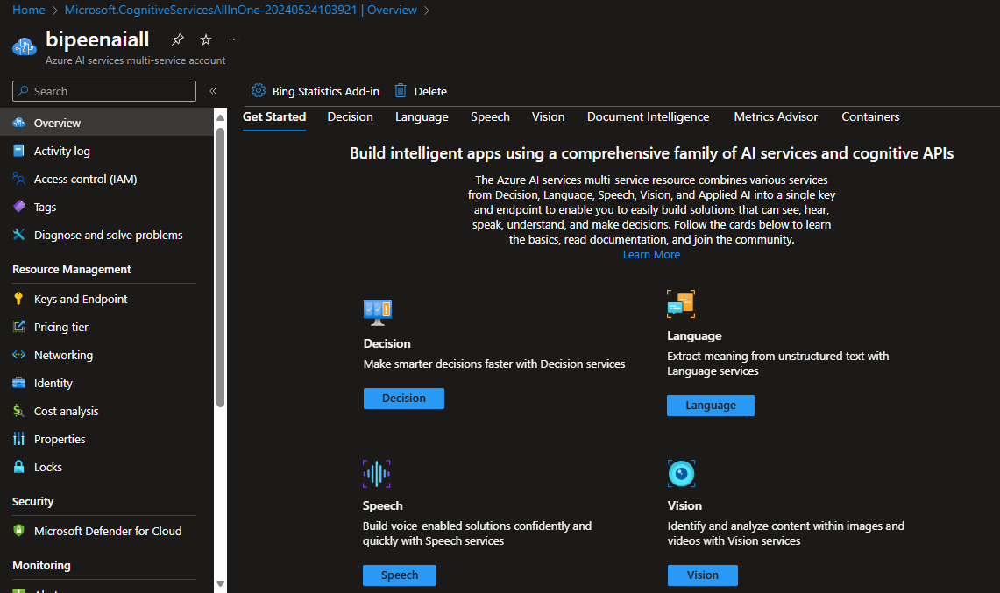 Home > Microsoft.CognitiveServicesAllInOne-20240524103921 | Overview >
bipeenaiall ...
Azure AI services multi-service account
Search «
Overview
Activity log
Access control (IAM)
Tags
Diagnose and solve problems
Resource Management
Keys and Endpoint
Pricing tier
Networking
Identity
Cost analysis
Properties
Locks
Security
Microsoft Defender for Cloud
Monitoring
Bing Statistics Add-in Delete
Get Started Decision Language Speech Vision Document Intelligence Metrics Advisor Containers
Build intelligent apps using a comprehensive family of AI services and cognitive APIs
The Azure AI services multi-service resource combines various services
from Decision, Language, Speech, Vision, and Applied AI into a single key
and endpoint to enable you to easily build solutions that can see, hear,
speak, understand, and make decisions. Follow the cards below to learn
the basics, read documentation, and join the community.
Learn More
Decision
Make smarter decisions faster with Decision services
Decision
Language
Extract meaning from unstructured text with
Language services
Language
Speech
Build voice-enabled solutions confidently and
quickly with Speech services
Speech
Vision
Identify and analyze content within images and
videos with Vision services
Vision